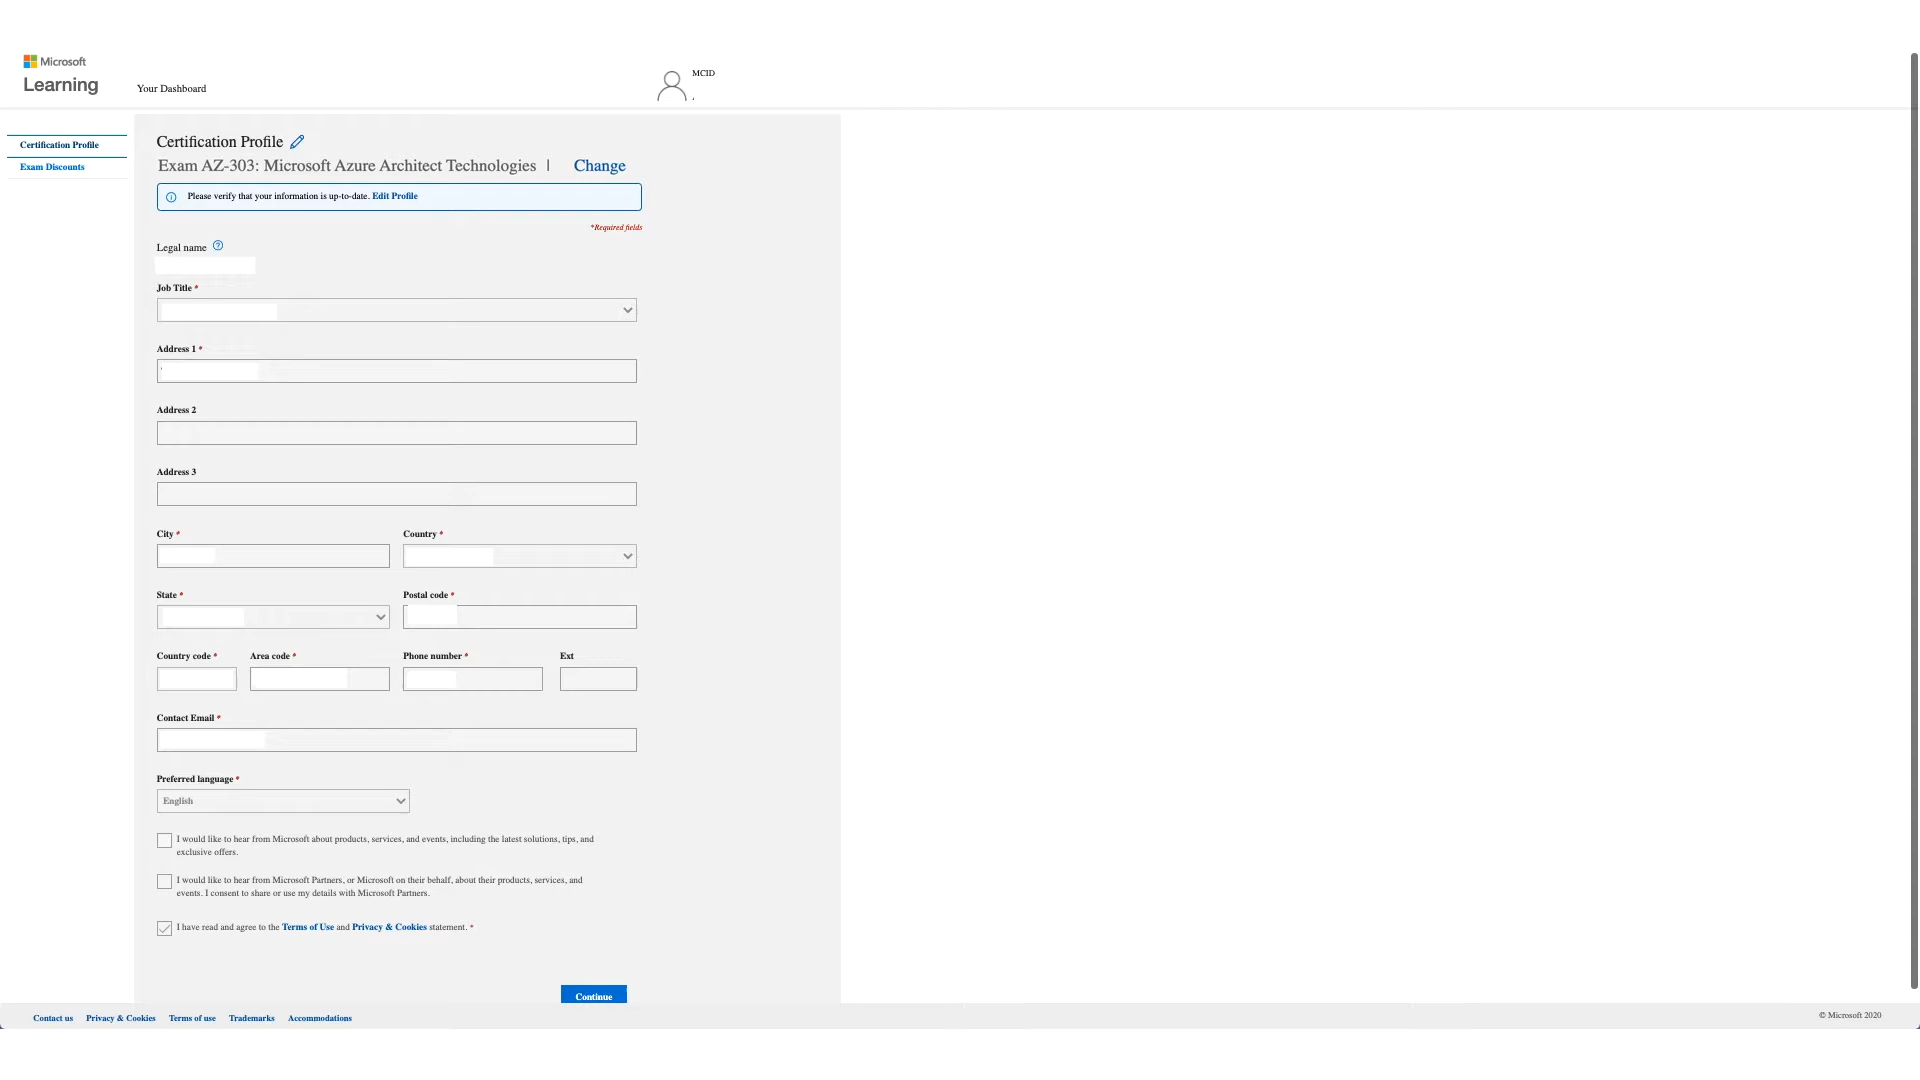 Microsoft
Learning
Your Dashboard
MCID
Certification Profile
Exam Discounts
Certification Profile
Exam AZ-303: Microsoft Azure Architect Technologies | Change
Please verify that your information is up-to-date. Edit Profile
*Required fields
Legal name
Job Title *
Address 1 *
Address 2
Address 3
City * Country *
State * Postal code *
Country code * Area code * Phone number * Ext
Contact Email *
Preferred language *
English
I would like to hear from Microsoft about products, services, and events, including the latest solutions, tips, and
exclusive offers.
I would like to hear from Microsoft Partners, or Microsoft on their behalf, about their products, services, and
events. I consent to share or use my details with Microsoft Partners.
I have read and agree to the Terms of Use and Privacy & Cookies statement. *
Continue
Contact us Privacy & Cookies Terms of use Trademarks Accommodations
© Microsoft 2020